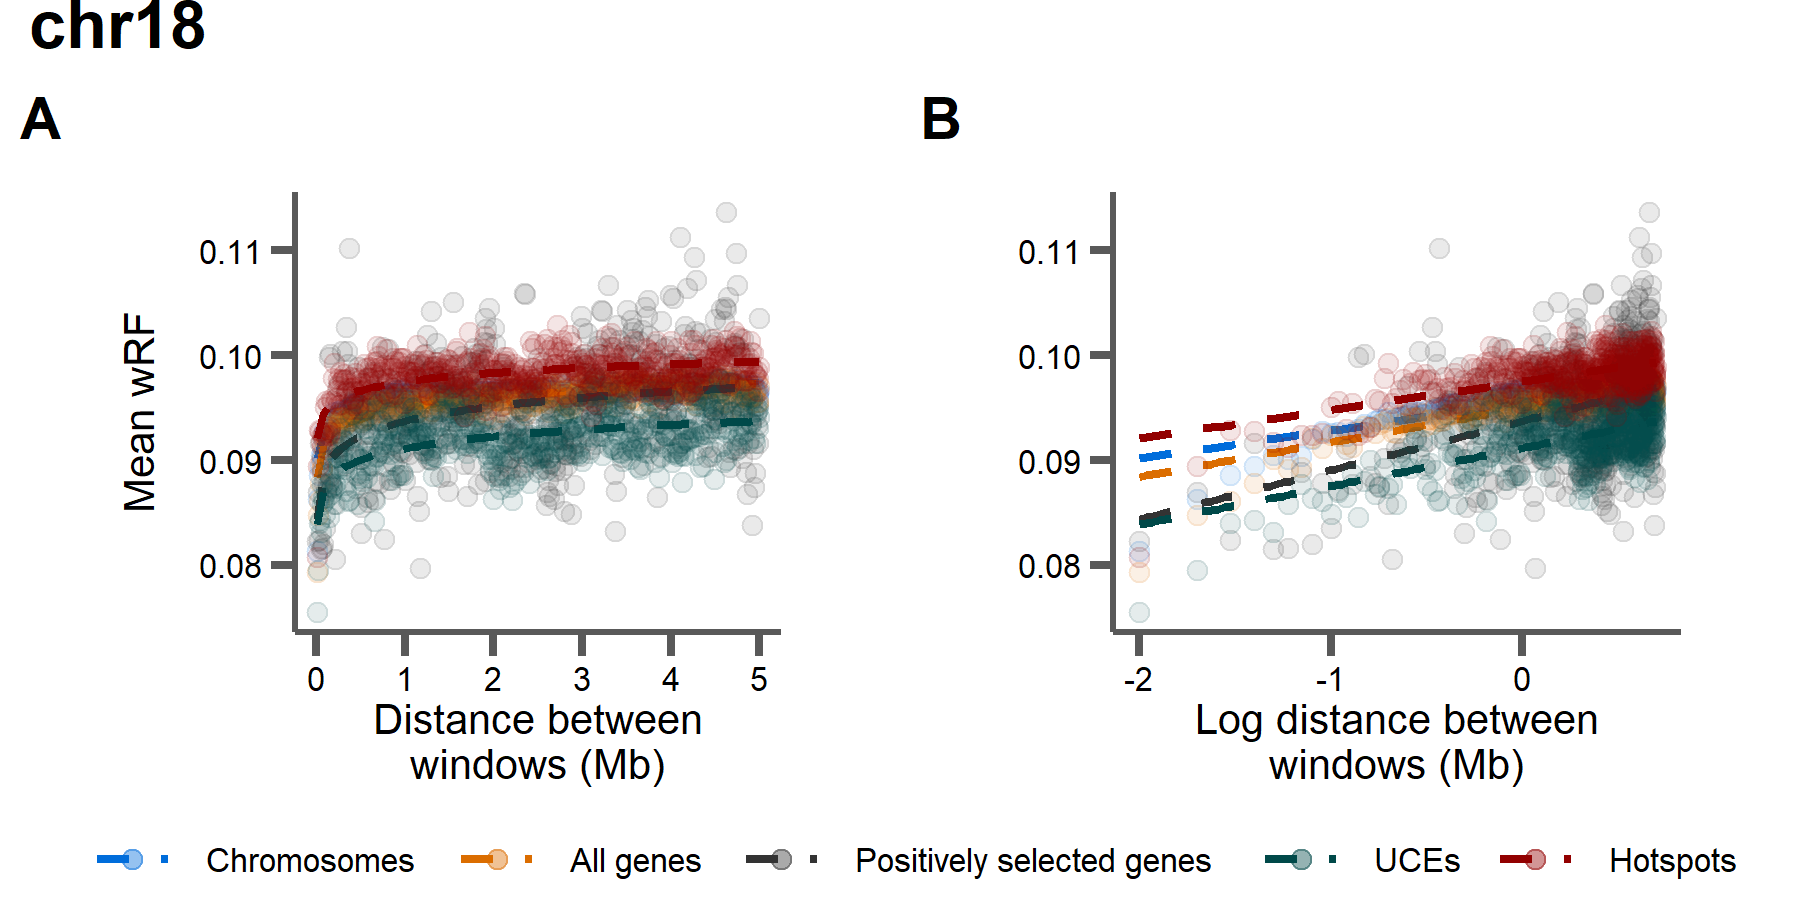 chr18
A
B
Mean wRF
0.11
0.10
0.09
0.08
0 1 2 3 4 5
Distance between
windows (Mb)
0.11
0.10
0.09
0.08
-2 -1 0
Log distance between
windows (Mb)
Chromosomes All genes Positively selected genes UCEs Hotspots